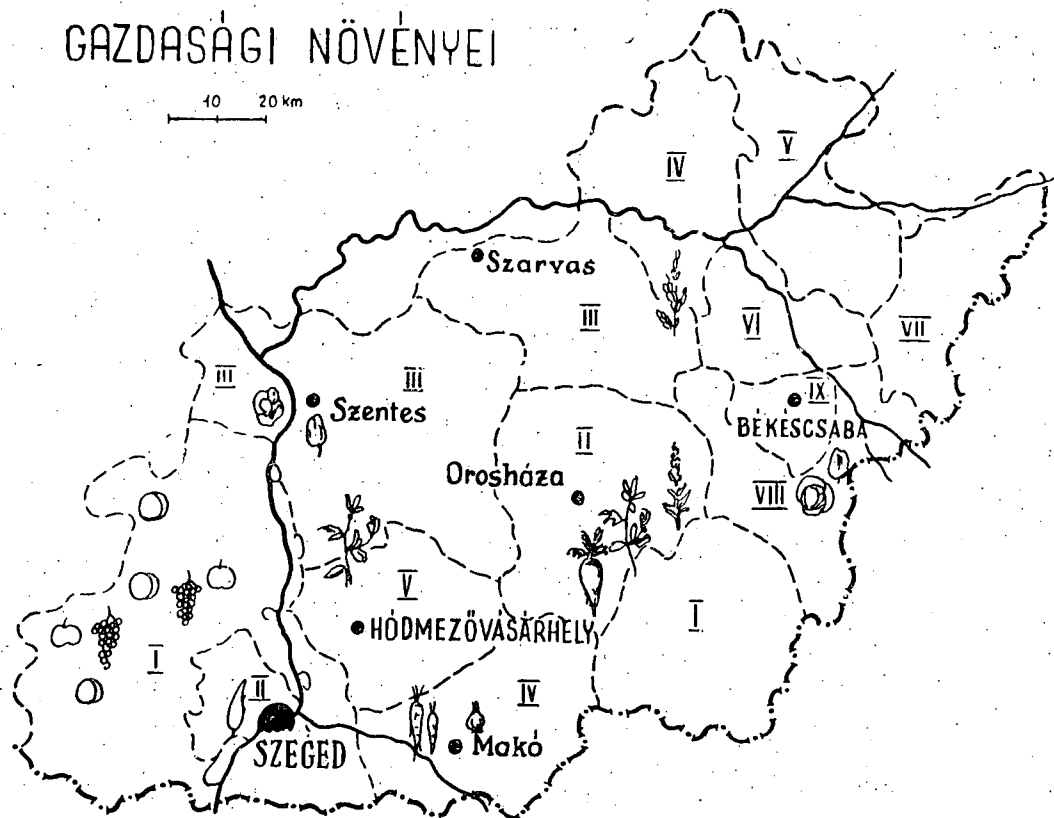 GAZDASÁGI NÖVÉNYEI
10 20 km
IV
V
Szarvas
III
VI
VII
III
III
Szentes
IX
BÉKÉSCSABA
II
Orosháza
VIII
V
I
HÓDMEZŐVÁSÁRHELY
I
II
IV
SZEGED
Makó